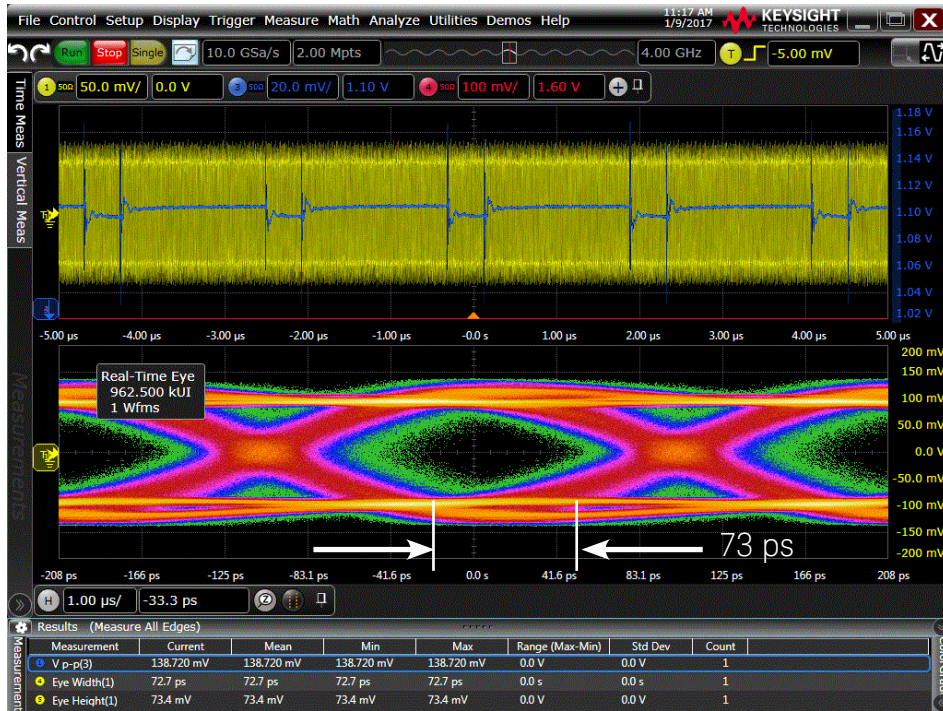 File Control Setup Display Trigger Measure Math Analyze Utilities Demos Help
11:17 AM
1/9/2017
KEYSIGHT
TECHNOLOGIES
X
Run Stop Single 10.0 GSa/s 2.00 Mpts 4.00 GHz T -5.00 mV
1 50Ω 50.0 mV/ 0.0 V 3 50Ω 20.0 mV/ 1.10 V 4 50Ω 100 mV/ 1.60 V
Time Meas
Vertical Meas
Measurements
1.18 V
1.16 V
1.14 V
1.12 V
1.10 V
1.08 V
1.06 V
1.04 V
1.02 V
-5.00 µs -4.00 µs -3.00 µs -2.00 µs -1.00 µs -0.0 s 1.00 µs 2.00 µs 3.00 µs 4.00 µs 5.00 µs
Real-Time Eye
962.500 kUI
1 Wfms
200 mV
150 mV
100 mV
50.0 mV
0.0 V
-50.0 mV
-100 mV
-150 mV
-200 mV
73 ps
-208 ps -166 ps -125 ps -83.1 ps -41.6 ps 0.0 s 41.6 ps 83.1 ps 125 ps 166 ps 208 ps
H 1.00 µs/ -33.3 ps
Results (Measure All Edges)
Measurement Current Mean Min Max Range (Max-Min) Std Dev Count
V p-p(3) 138.720 mV 138.720 mV 138.720 mV 138.720 mV 0.0 V 0.0 V 1
Eye Width(1) 72.7 ps 72.7 ps 72.7 ps 72.7 ps 0.0 s 0.0 s 1
Eye Height(1) 73.4 mV 73.4 mV 73.4 mV 73.4 mV 0.0 V 0.0 V 1